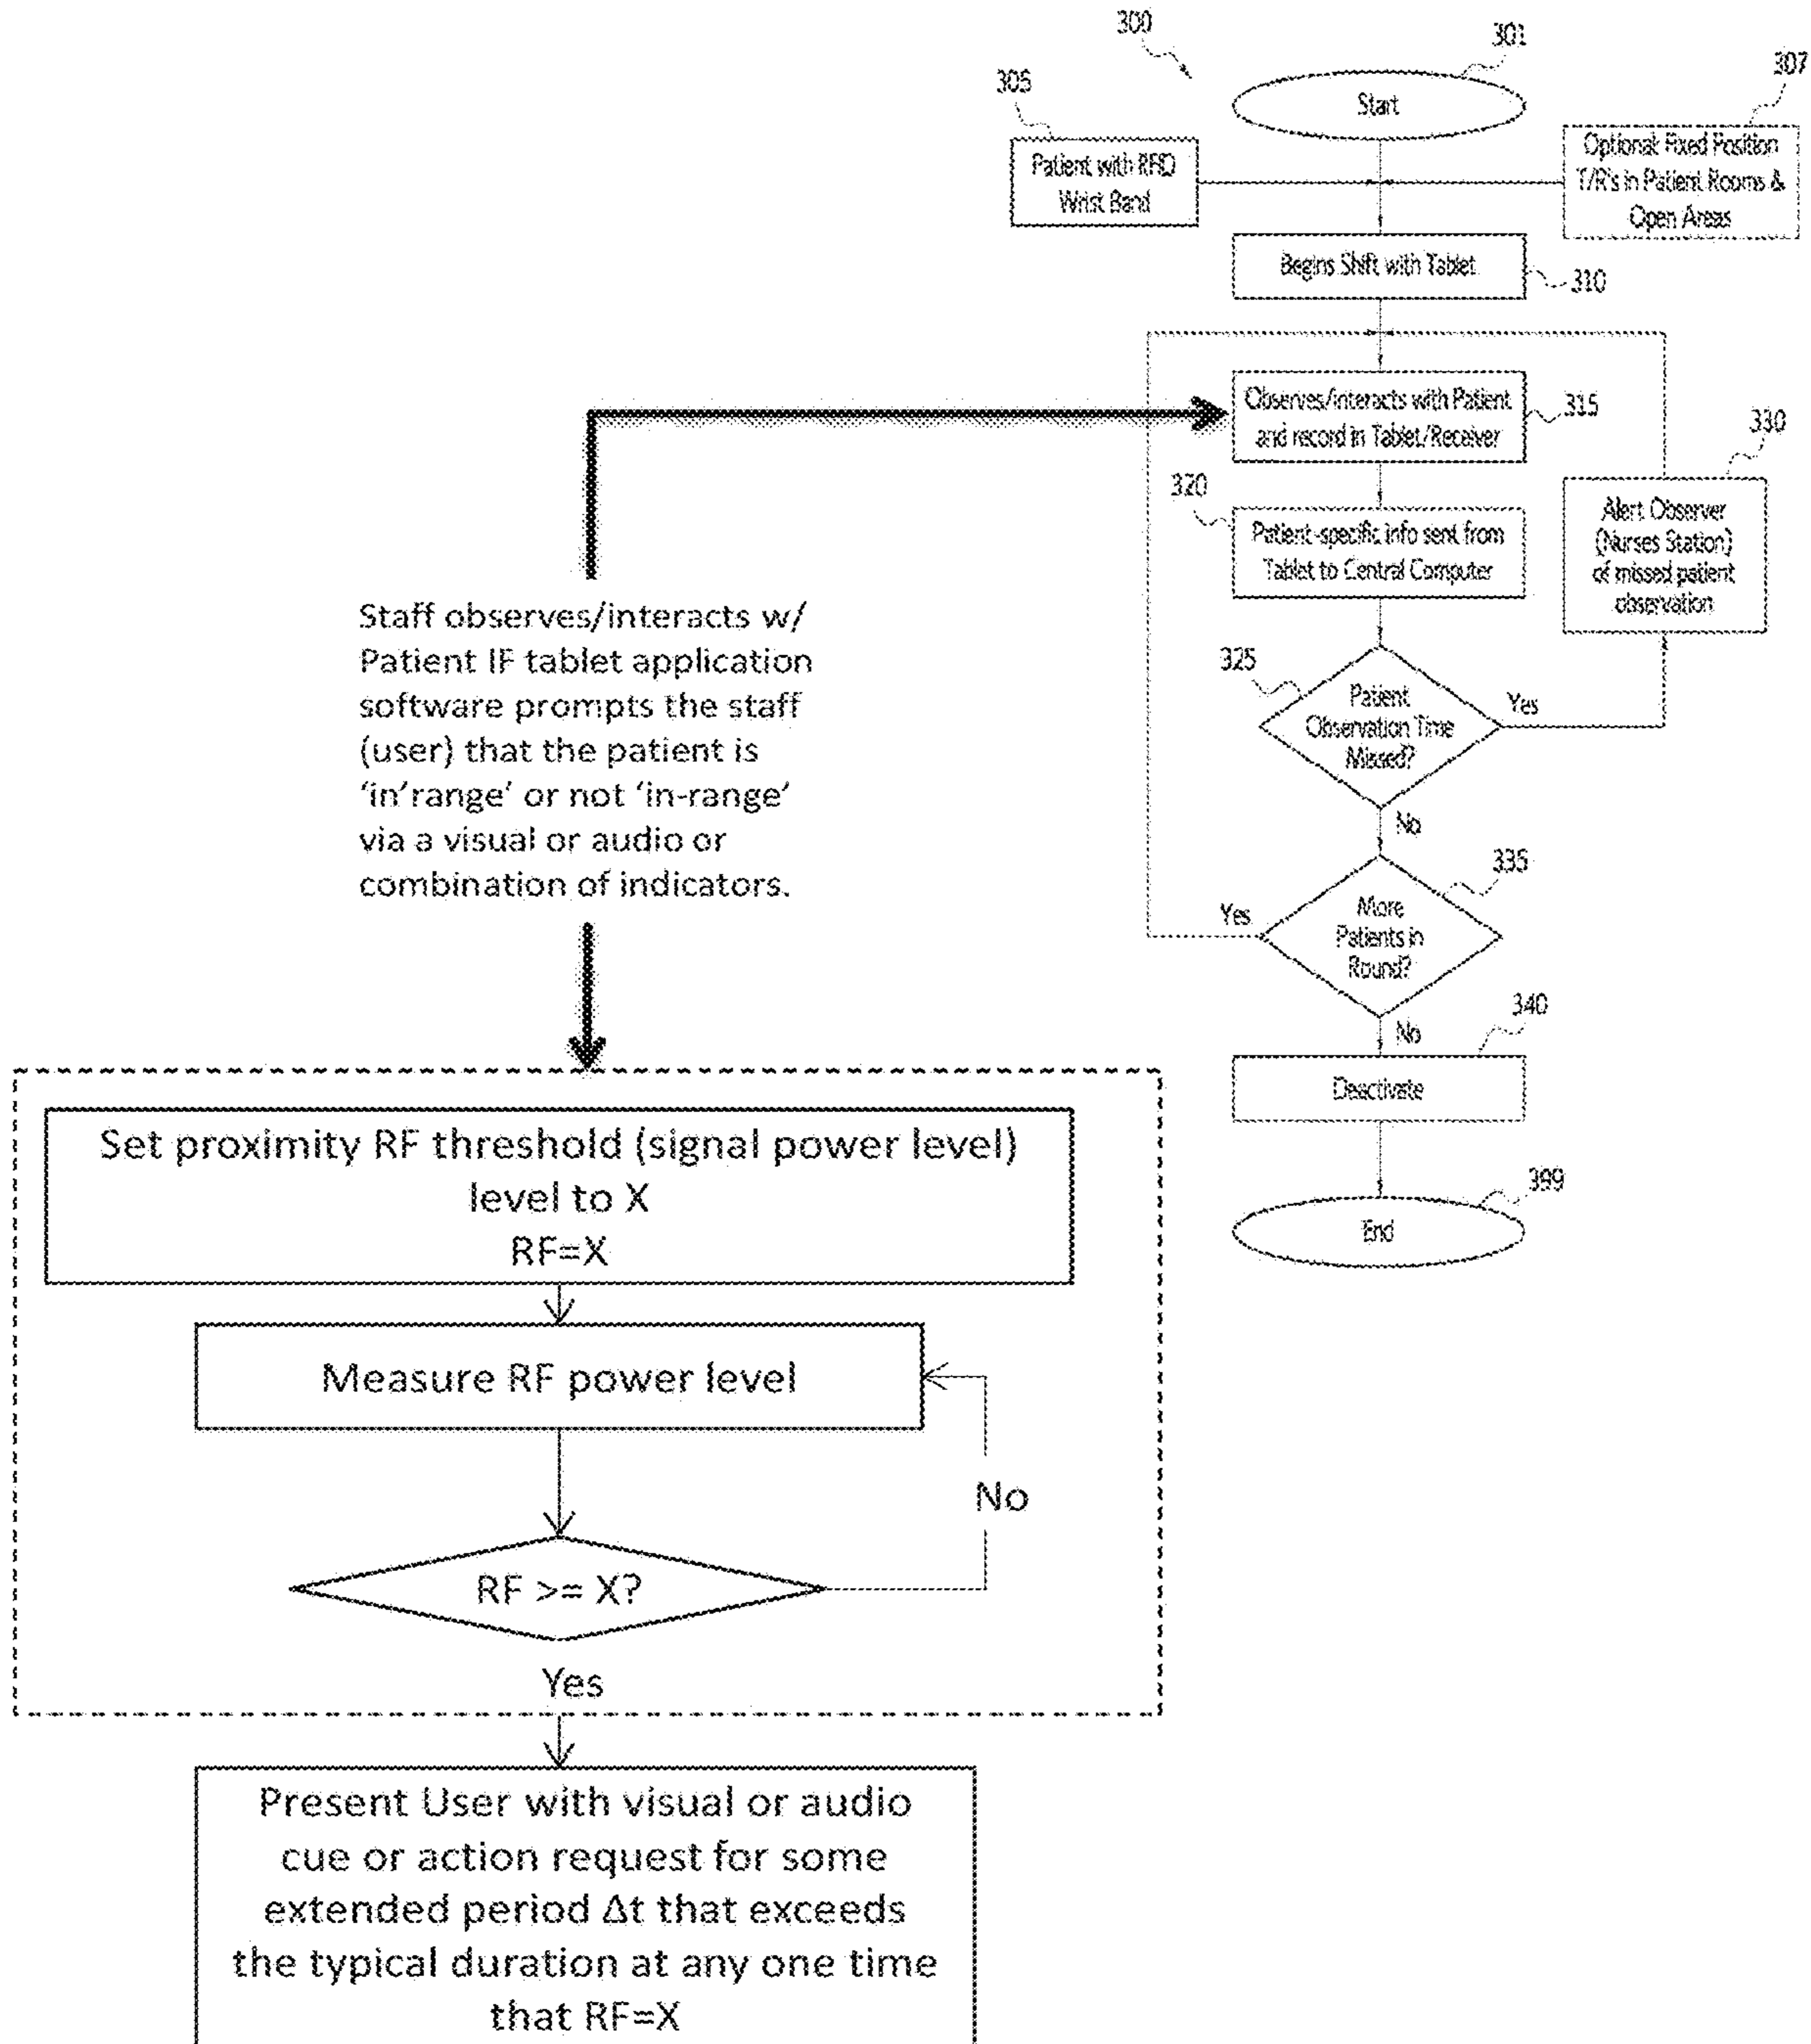 300
301
Start
305
Patient with RFID
Wrist Band
307
Optional: Fixed Position
T/R's in Patient Rooms &
Open Areas
Begins Shift with Tablet
310
Observes/interacts with Patient
and record in Tablet/Receiver
315
320
Patient-specific info sent from
Tablet to Central Computer
330
Alert Observer
(Nurses Station)
of missed patient
observation
325
Patient
Observation Time
Missed?
Yes
No
335
More
Patients in
Round?
Yes
No
340
Deactivate
399
End
Staff observes/interacts w/
Patient IF tablet application
software prompts the staff
(user) that the patient is
‘in’range’ or not ‘in-range’
via a visual or audio or
combination of indicators.
Set proximity RF threshold (signal power level)
level to X
RF=X
Measure RF power level
No
RF >= X?
Yes
Present User with visual or audio
cue or action request for some
extended period Δt that exceeds
the typical duration at any one time
that RF=X